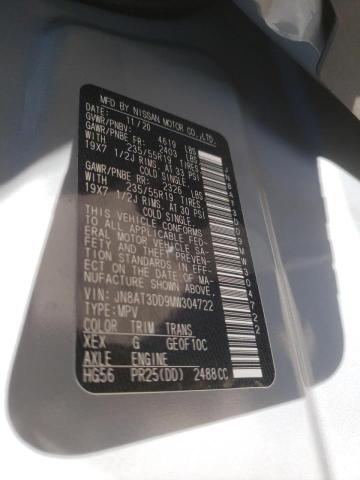 MFD BY NISSAN MOTOR CO.,LTD.
DATE: 11/20
GVWR/PNBV: 4619 LBS
GAWR/PNBE FR: 2403 LBS
235/55R19 TIRES
19X7 1/2J RIMS AT 33 PSI
COLD SINGLE.
GAWR/PNBE RR: 2326 LBS
235/55R19 TIRES
19X7 1/2J RIMS AT 30 PSI
COLD SINGLE.
THIS VEHICLE CONFORMS
TO ALL APPLICABLE FED-
ERAL MOTOR VEHICLE SA-
FETY AND THEFT PREVEN-
TION STANDARDS IN EFF-
ECT ON THE DATE OF MA-
NUFACTURE SHOWN ABOVE.
VIN: JN8AT3DD9MW304722
TYPE: MPV
COLOR TRIM TRANS
XEX G GE0F10C
AXLE ENGINE
HG56 PR25(DD) 2488CC
JN8AT3DD9MW304722